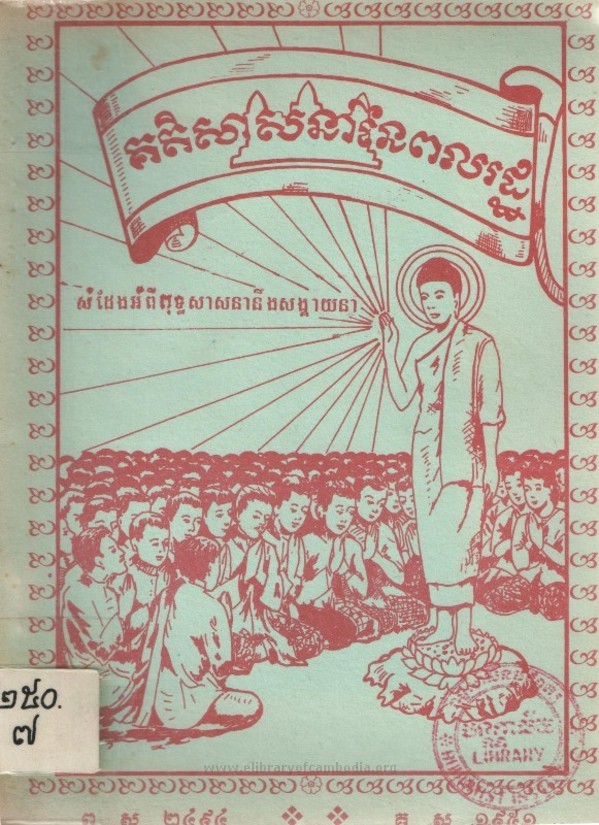 គតិសាសនានៃពលរដ្ឋ
សំដែងអំពីពុទ្ធសាសនានឹងសង្គាយនា
២៥០.
៧
LIBRARY
www.elibraryofcambodia.org
ព ស ២៤៩៤ គ ស ១៩៥១